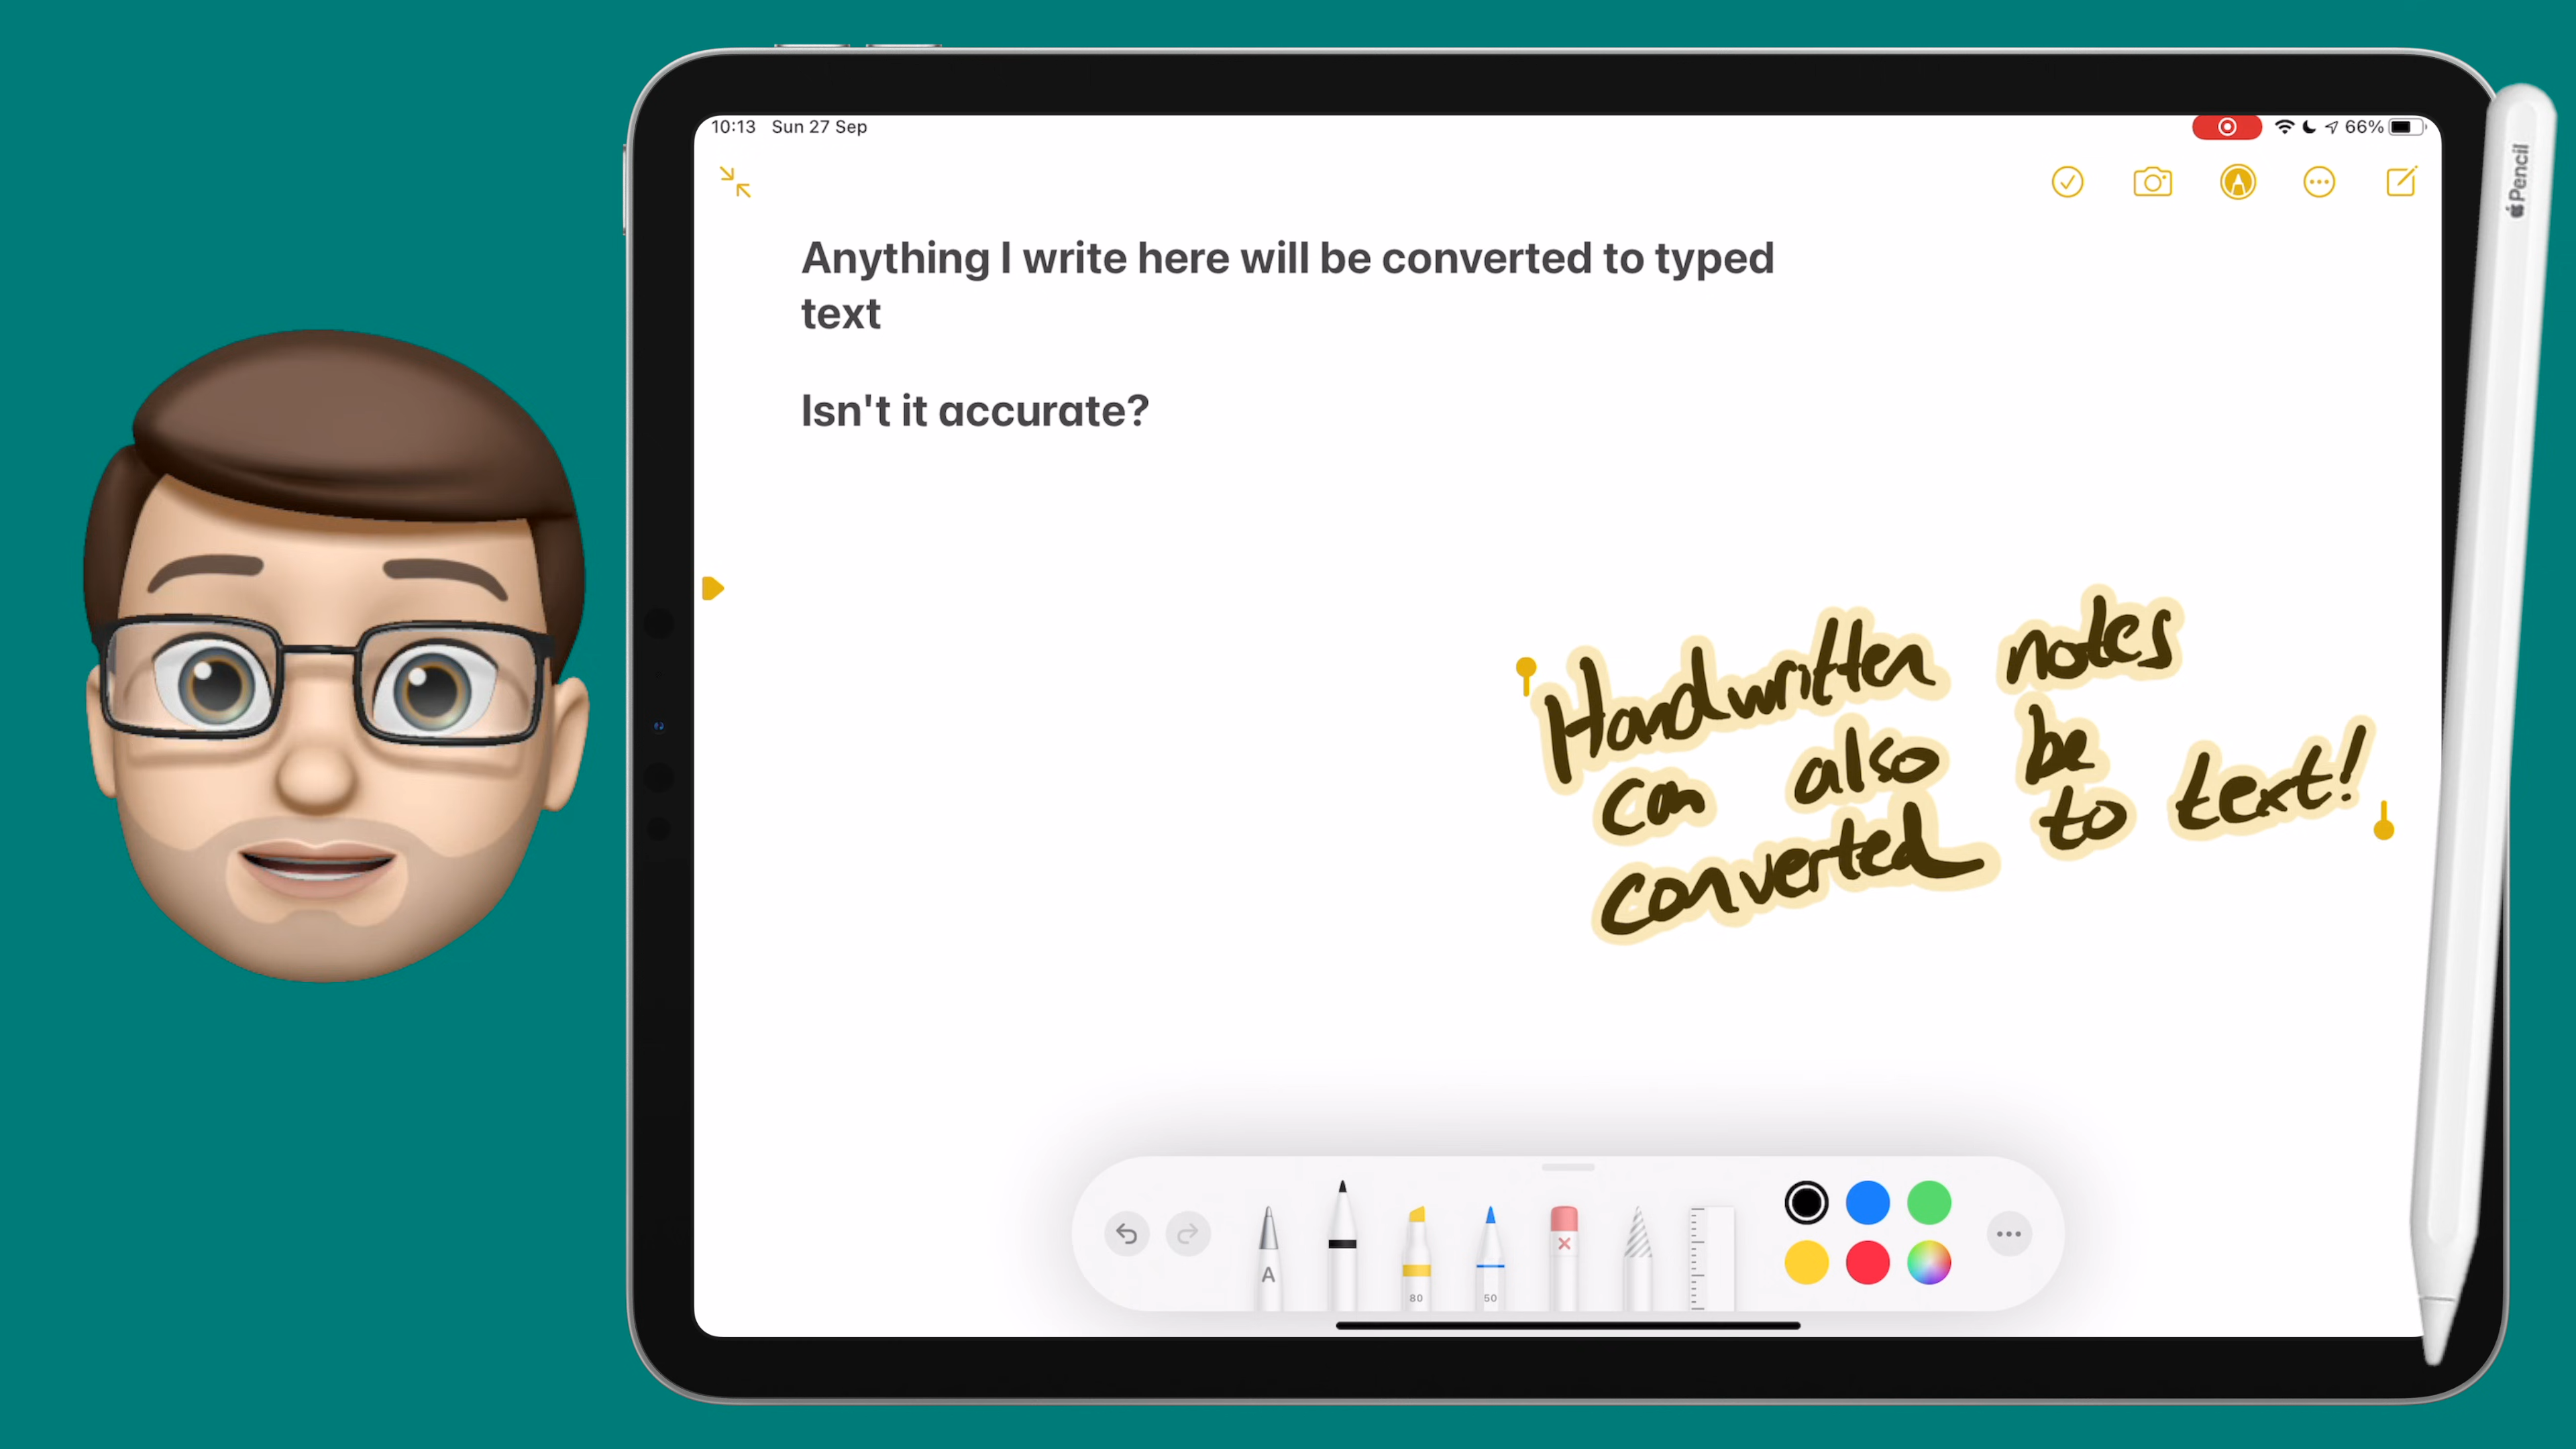 10:13 Sun 27 Sep
66%
Anything I write here will be converted to typed
text
Isn't it accurate?
Handwritten notes
can also be
converted to text!
A
80
50
Pencil